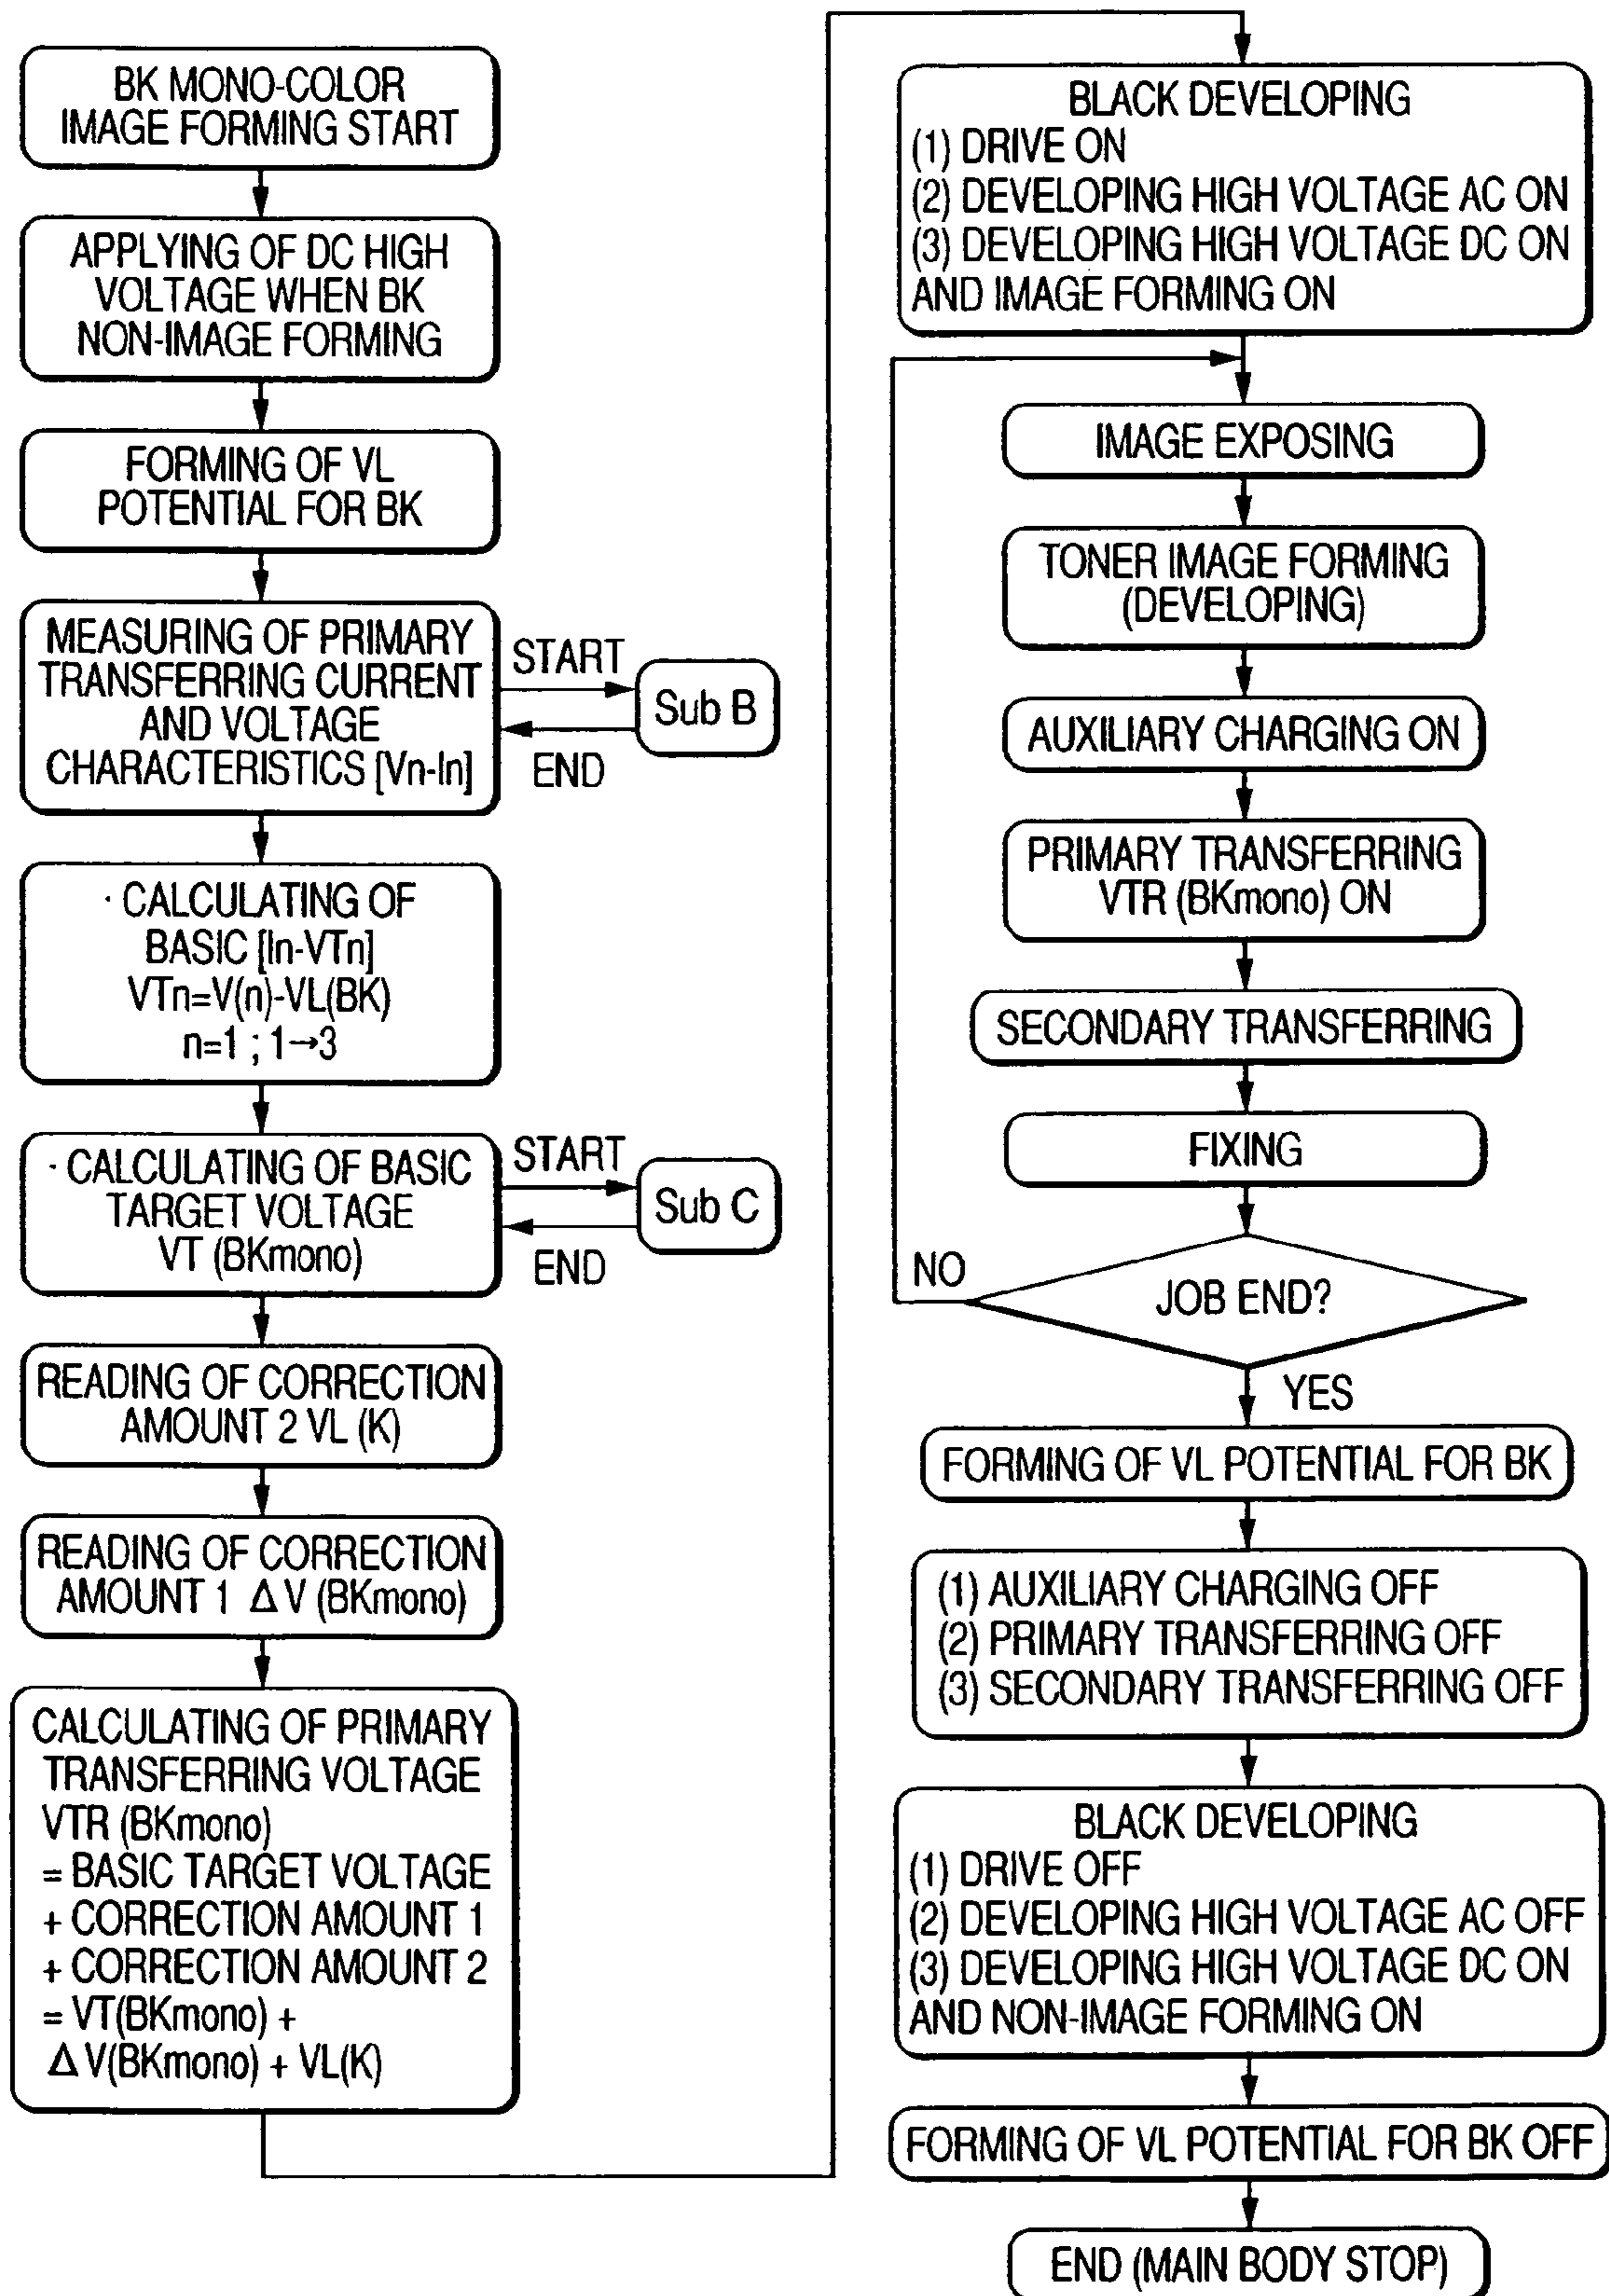 BK MONO-COLOR
IMAGE FORMING START
APPLYING OF DC HIGH
VOLTAGE WHEN BK
NON-IMAGE FORMING
FORMING OF VL
POTENTIAL FOR BK
MEASURING OF PRIMARY
TRANSFERRING CURRENT
AND VOLTAGE
CHARACTERISTICS [Vn-In]
START
Sub B
END
· CALCULATING OF
BASIC [In-VTn]
VTn=V(n)-VL(BK)
n=1 ; 1→3
· CALCULATING OF BASIC
TARGET VOLTAGE
VT (BKmono)
START
Sub C
END
READING OF CORRECTION
AMOUNT 2 VL (K)
READING OF CORRECTION
AMOUNT 1 Δ V (BKmono)
CALCULATING OF PRIMARY
TRANSFERRING VOLTAGE
VTR (BKmono)
= BASIC TARGET VOLTAGE
+ CORRECTION AMOUNT 1
+ CORRECTION AMOUNT 2
= VT(BKmono) +
Δ V(BKmono) + VL(K)
BLACK DEVELOPING
(1) DRIVE ON
(2) DEVELOPING HIGH VOLTAGE AC ON
(3) DEVELOPING HIGH VOLTAGE DC ON
AND IMAGE FORMING ON
IMAGE EXPOSING
TONER IMAGE FORMING
(DEVELOPING)
AUXILIARY CHARGING ON
PRIMARY TRANSFERRING
VTR (BKmono) ON
SECONDARY TRANSFERRING
FIXING
NO
JOB END?
YES
FORMING OF VL POTENTIAL FOR BK
(1) AUXILIARY CHARGING OFF
(2) PRIMARY TRANSFERRING OFF
(3) SECONDARY TRANSFERRING OFF
BLACK DEVELOPING
(1) DRIVE OFF
(2) DEVELOPING HIGH VOLTAGE AC OFF
(3) DEVELOPING HIGH VOLTAGE DC ON
AND NON-IMAGE FORMING ON
FORMING OF VL POTENTIAL FOR BK OFF
END (MAIN BODY STOP)